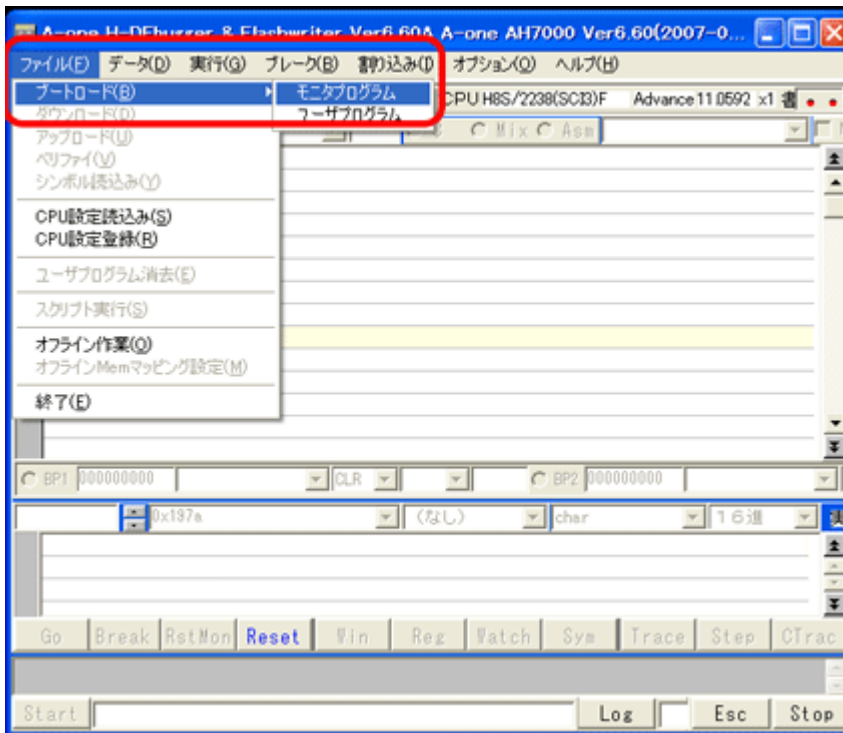 A-one H-DEbugger & Flashwriter Ver6.60A A-one AH7000 Ver6.60(2007-0...
ファイル(F) データ(D) 実行(G) ブレーク(B) 割り込み(I) オプション(O) ヘルプ(H)
ブートロード(B) モニタプログラム
CPU H8S/2238(SCI3)F Advance 11.0592 x1 書
ダウンロード(D) ユーザプログラム
アップロード(U) Mix Asm
ベリファイ(V)
シンボル読込み(Y)
CPU設定読込み(S)
CPU設定登録(R)
ユーザプログラム消去(E)
スクリプト実行(S)
オフライン作業(O)
オフラインMemマッピング設定(M)
終了(E)
BP1 000000000 CLR BP2 000000000
0x197a (なし) char 16進
Go Break RstMon Reset Win Reg Watch Sym Trace Step CTrac
Start Log Esc Stop